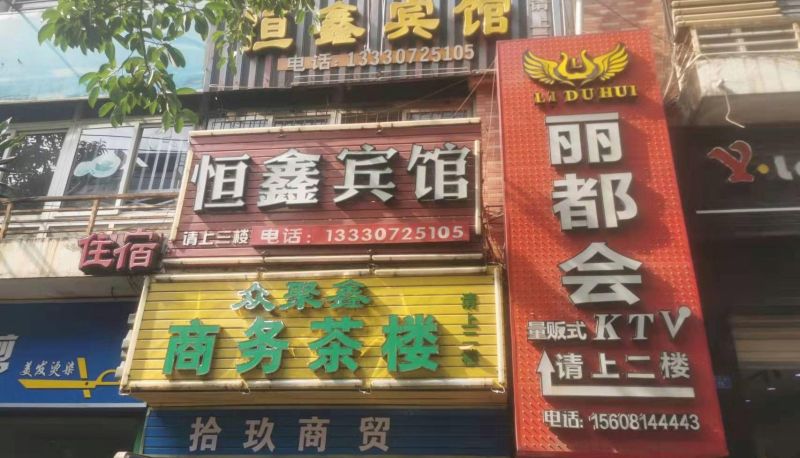 恒鑫宾馆
电话：13330725105
恒鑫宾馆
请上二楼 电话：13330725105
住宿
众聚鑫
商务茶楼
请上二楼
美发烫染
拾玖商贸
LI DU HUI
丽都会
量贩式KTV
请上二楼
电话:15608144443